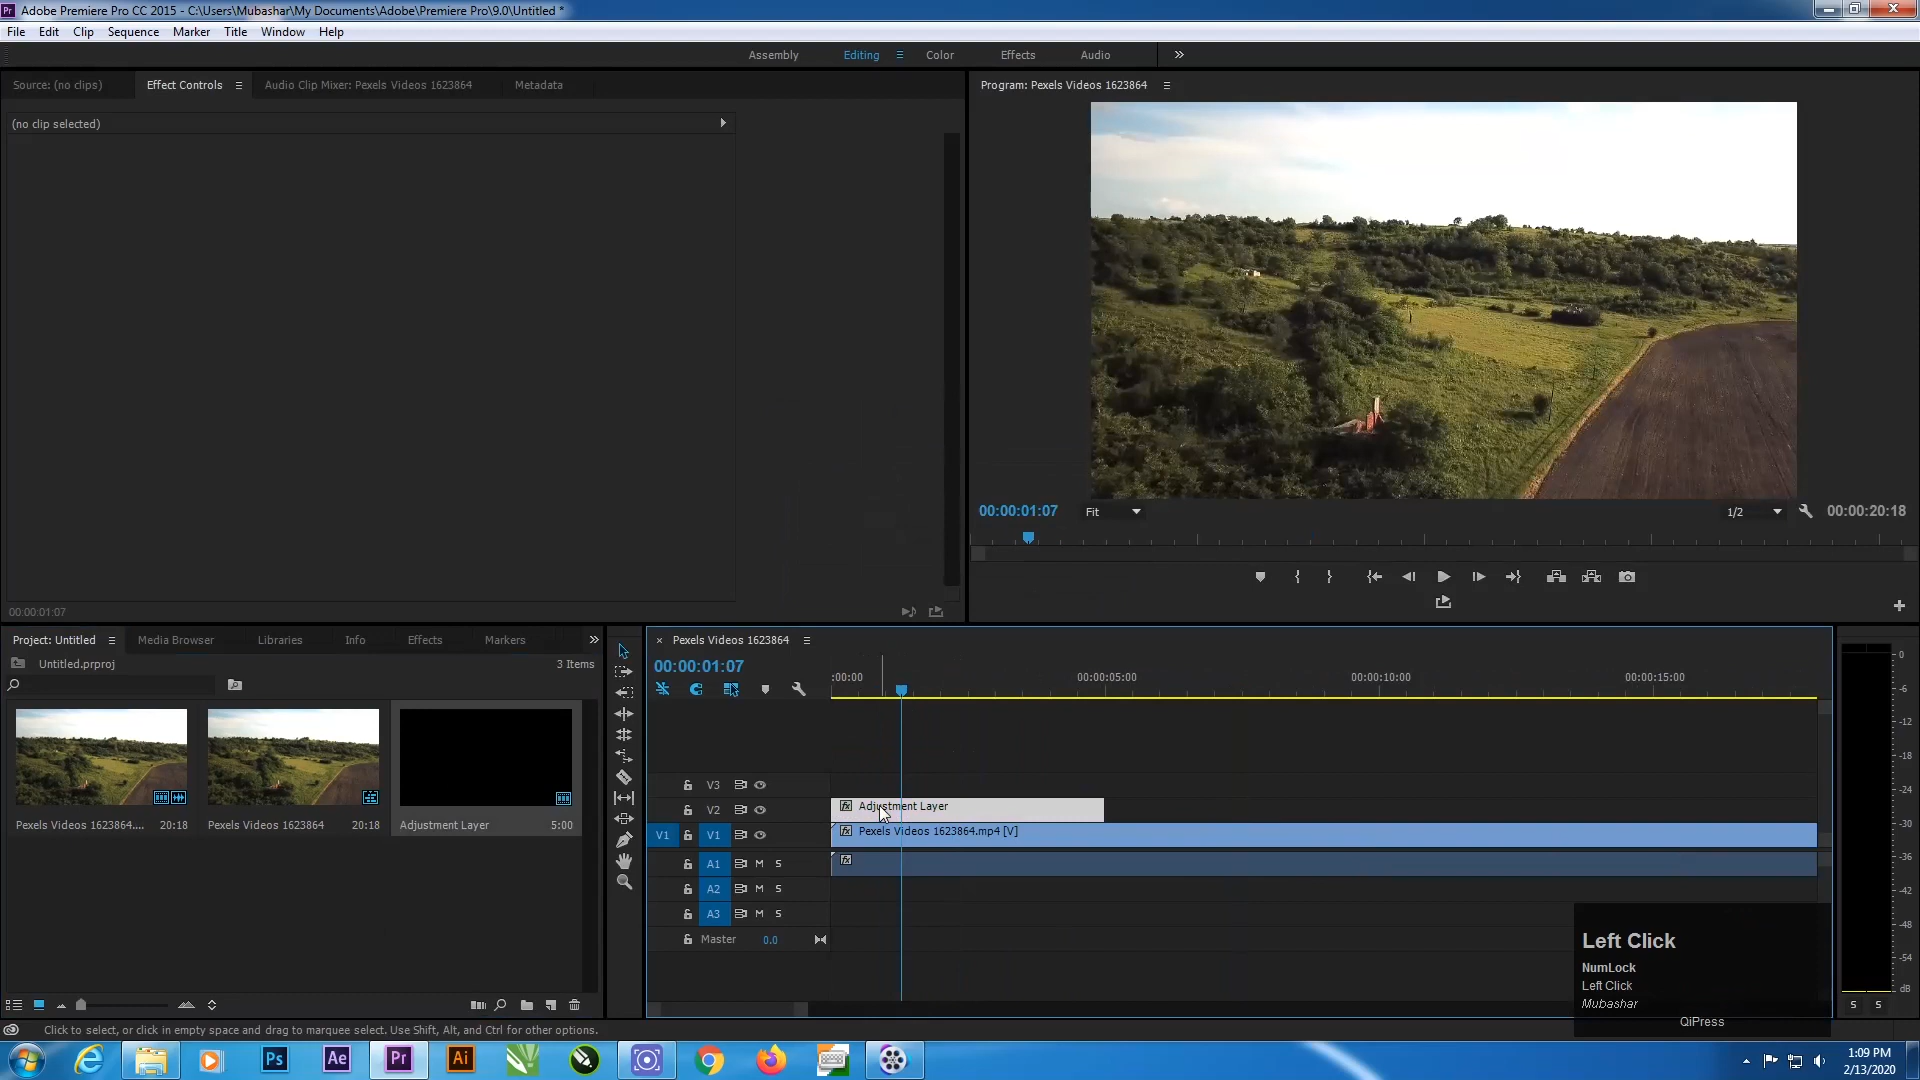 Adobe Premiere Pro CC 2015 - C:\Users\Mubashar\My Documents\Adobe\Premiere Pro\9.0\Untitled *
File Edit Clip Sequence Marker Title Window Help
Assembly Editing Color Effects Audio
Source: (no clips) Effect Controls Audio Clip Mixer: Pexels Videos 1623864 Metadata
Program: Pexels Videos 1623864
(no clip selected)
00:00:01:07 Fit 1/2 00:00:20:18
00:00:01:07
Project: Untitled Media Browser Libraries Info Effects Markers
Untitled.prproj 3 Items
Pexels Videos 1623864.... 20:18
Pexels Videos 1623864 20:18
Adjustment Layer 5:00
Pexels Videos 1623864
00:00:01:07
:00:00 00:00:05:00 00:00:10:00 00:00:15:00
V3
V2 Adjustment Layer
V1 V1 Pexels Videos 1623864.mp4 [V]
A1 M S
A2 M S
A3 M S
Master 0.0
0
-6
-12
-18
-24
-30
-36
-42
-48
-54
dB
S S
Left Click
NumLock
Left Click
Mubashar
QiPress
Click to select, or click in empty space and drag to marquee select. Use Shift, Alt, and Ctrl for other options.
Ps Ae Pr Ai
1:09 PM
2/13/2020